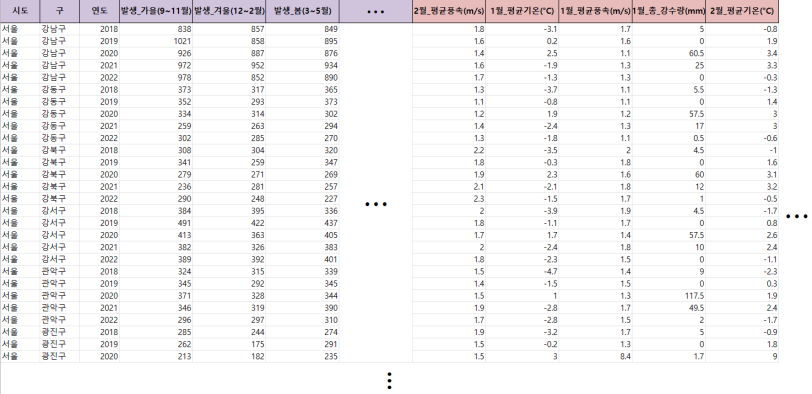 시도 구 연도 발생_가을(9~11월) 발생_겨울(12~2월) 발생_봄(3~5월) ••• 2월_평균풍속(m/s) 1월_평균기온(℃) 1월_평균풍속(m/s) 1월_총_강수량(mm) 2월_평균기온(℃)
서울 강남구 2018 838 857 849 1.8 -3.1 1.7 5 -0.8
서울 강남구 2019 1021 858 895 1.6 0.2 1.6 0 1.9
서울 강남구 2020 926 887 876 1.4 2.5 1.1 60.5 3.4
서울 강남구 2021 972 952 934 1.6 -1.9 1.3 25 3.3
서울 강남구 2022 978 852 890 1.7 -1.3 1.3 0 -0.3
서울 강동구 2018 373 317 365 1.3 -3.7 1.1 5.5 -1.3
서울 강동구 2019 352 293 373 1.1 -0.8 1.1 0 1.4
서울 강동구 2020 334 314 302 1.2 1.9 1.2 57.5 3
서울 강동구 2021 259 263 294 1.4 -2.4 1.3 17 3
서울 강동구 2022 302 285 270 1.3 -1.8 1.1 0.5 -0.6
서울 강북구 2018 308 304 320 2.2 -3.5 2 4.5 -1
서울 강북구 2019 341 259 347 1.8 -0.3 1.8 0 1.6
서울 강북구 2020 279 271 269 1.9 2.3 1.6 60 3.1
서울 강북구 2021 236 281 257 2.1 -2.1 1.8 12 3.2
서울 강북구 2022 290 248 227 ••• 2.3 -1.5 1.7 1 -0.5
서울 강서구 2018 384 395 336 2 -3.9 1.9 4.5 -1.7 •••
서울 강서구 2019 491 422 437 1.8 -1.1 1.7 0 0.8
서울 강서구 2020 413 363 405 1.7 1.7 1.4 57.5 2.6
서울 강서구 2021 382 326 383 2 -2.4 1.8 10 2.4
서울 강서구 2022 389 392 401 1.8 -2.3 1.5 0 -1.1
서울 관악구 2018 324 315 339 1.5 -4.7 1.4 9 -2.3
서울 관악구 2019 345 292 345 1.4 -1.5 1.5 0 0.3
서울 관악구 2020 371 328 344 1.5 1 1.3 117.5 1.9
서울 관악구 2021 346 319 390 1.9 -2.8 1.7 49.5 2.4
서울 관악구 2022 296 297 310 1.7 -2.8 1.5 2 -1.7
서울 광진구 2018 285 244 274 1.9 -3.2 1.7 5 -0.9
서울 광진구 2019 262 175 291 1.5 -0.2 1.3 0 1.8
서울 광진구 2020 213 182 235 1.5 3 8.4 1.7 9